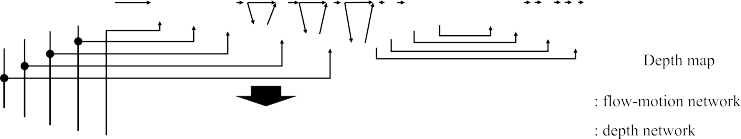 Depth map
: flow-motion network
: depth network